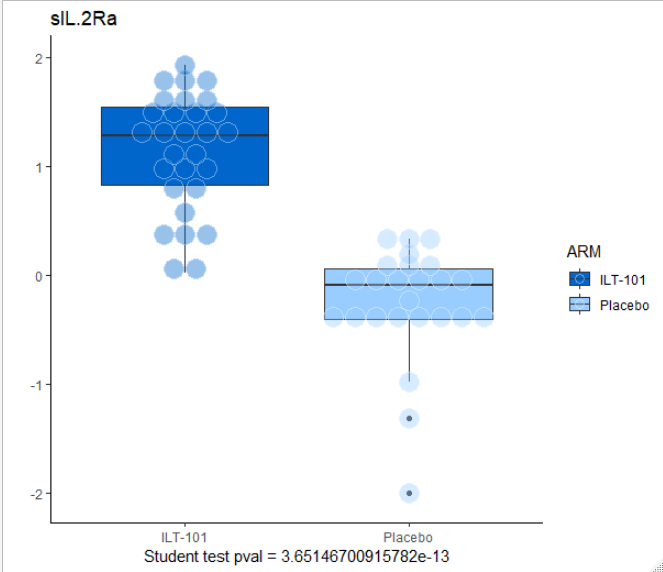 sIL.2Ra
2
1
0
-1
-2
ILT-101
Placebo
Student test pval = 3.65146700915782e-13
ARM
ILT-101
Placebo